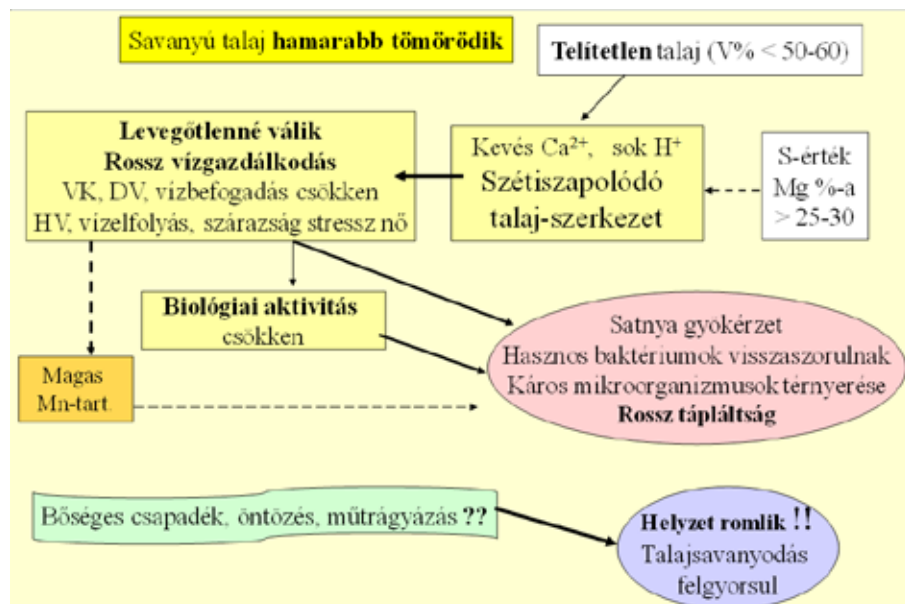 Savanyú talaj hamarabb tömörödik
Telítetlen talaj (V% < 50-60)
Levegőtlenné válik
Rossz vízgazdálkodás
VK, DV, vízbefogadás csökken
HV, vízelfolyás, szárazság stressz nő
Kevés Ca²⁺, sok H⁺
Szétiszapolódó
talaj-szerkezet
S-érték
Mg %-a
> 25-30
Biológiai aktivitás
csökken
Magas
Mn-tart.
Satnya gyökérzet
Hasznos baktériumok visszaszorulnak
Káros mikroorganizmusok térnyerése
Rossz tápláltság
Bőséges csapadék, öntözés, műtrágyázás ??
Helyzet romlik !!
Talajsavanyodás
felgyorsul